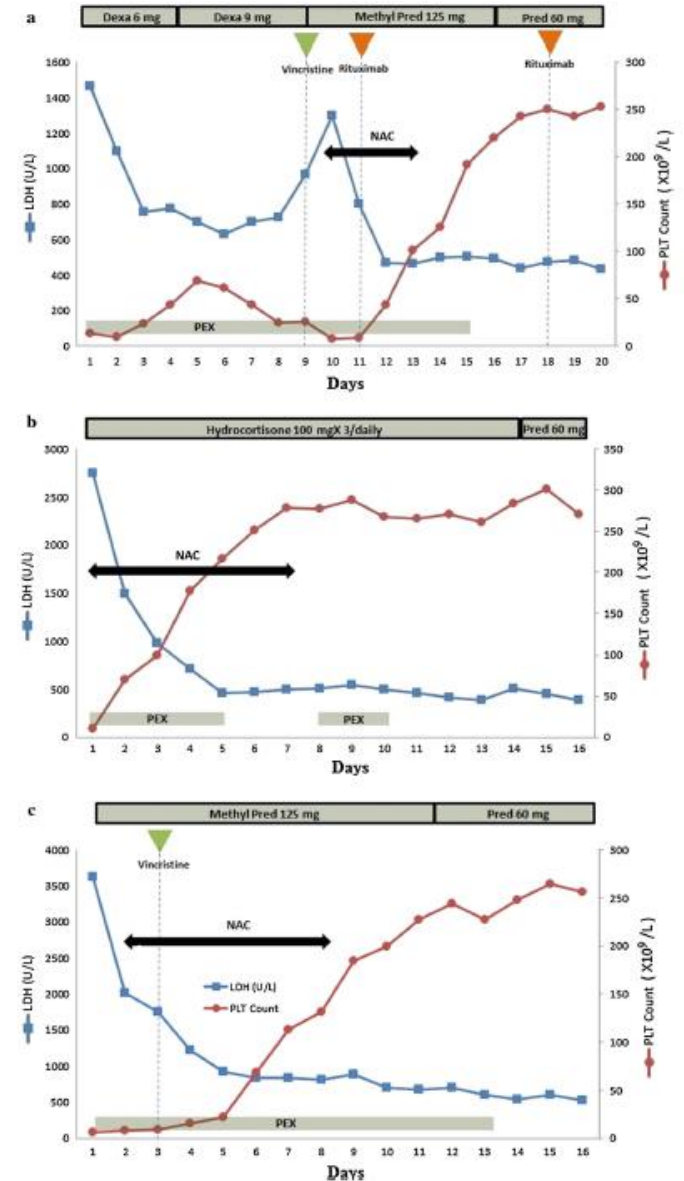 a
Dexa 6 mg Dexa 9 mg Methyl Pred 125 mg Pred 60 mg
Vincristine Rituximab Rituximab
1600 300
1400 250
1200
NAC
1000 200
800 150
600 100
400
200 50
PEX
0 0
1 2 3 4 5 6 7 8 9 10 11 12 13 14 15 16 17 18 19 20
Days
LDH (U/L)
PLT Count ( X10⁹ /L)
b
Hydrocortisone 100 mgX 3/daily Pred 60 mg
3000 350
2500 300
250
2000
NAC
200
1500
150
1000
100
500 50
PEX PEX
0 0
1 2 3 4 5 6 7 8 9 10 11 12 13 14 15 16
Days
LDH (U/L)
PLT Count ( X10⁹ /L)
c
Methyl Pred 125 mg Pred 60 mg
Vincristine
4000 300
3500 250
3000
NAC
2500 200
LDH (U/L)
PLT Count
2000 150
1500
100
1000
500 50
PEX
0 0
1 2 3 4 5 6 7 8 9 10 11 12 13 14 15 16
Days
LDH (U/L)
PLT Count ( X10⁹ /L)